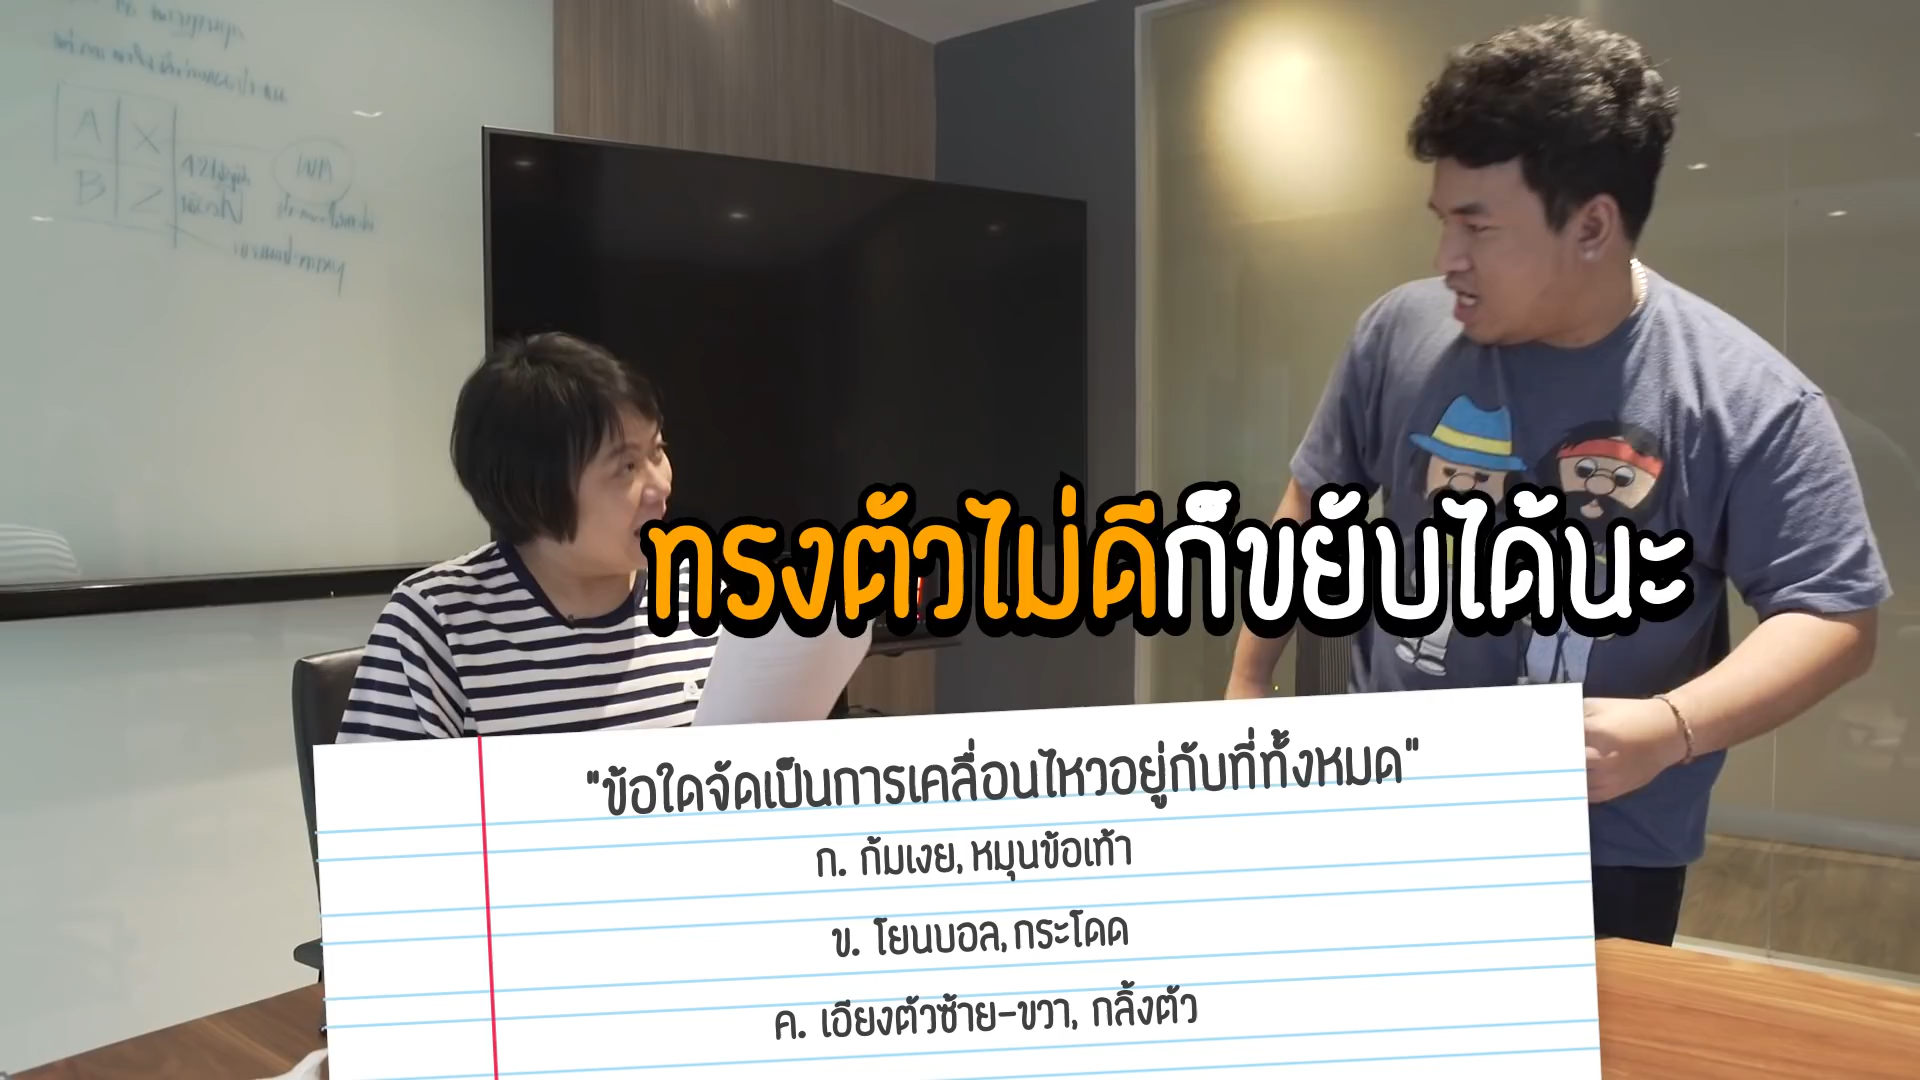 A X
B Z
ทรงตัวไม่ดีก็ขยับได้นะ
"ข้อใดจัดเป็นการเคลื่อนไหวอยู่กับที่ทั้งหมด"
ก. ก้มเงย, หมุนข้อเท้า
ข. โยนบอล, กระโดด
ค. เอียงตัวซ้าย-ขวา, กลิ้งตัว